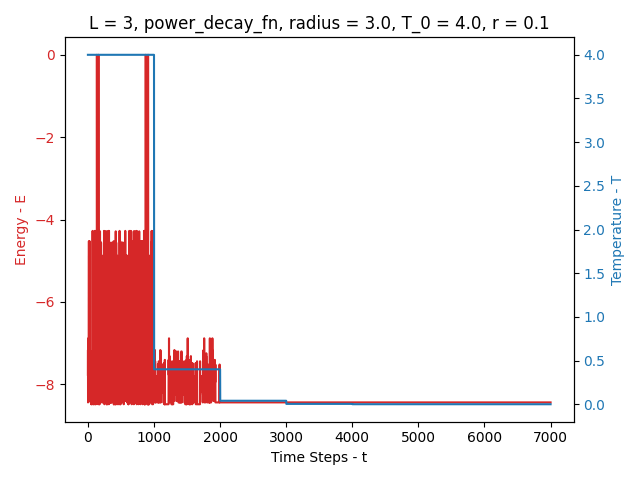 L = 3, power_decay_fn, radius = 3.0, T_0 = 4.0, r = 0.1
Energy - E
0
−2
−4
−6
−8
4.0
3.5
3.0
2.5
2.0
1.5
1.0
0.5
0.0
Temperature - T
0 1000 2000 3000 4000 5000 6000 7000
Time Steps - t